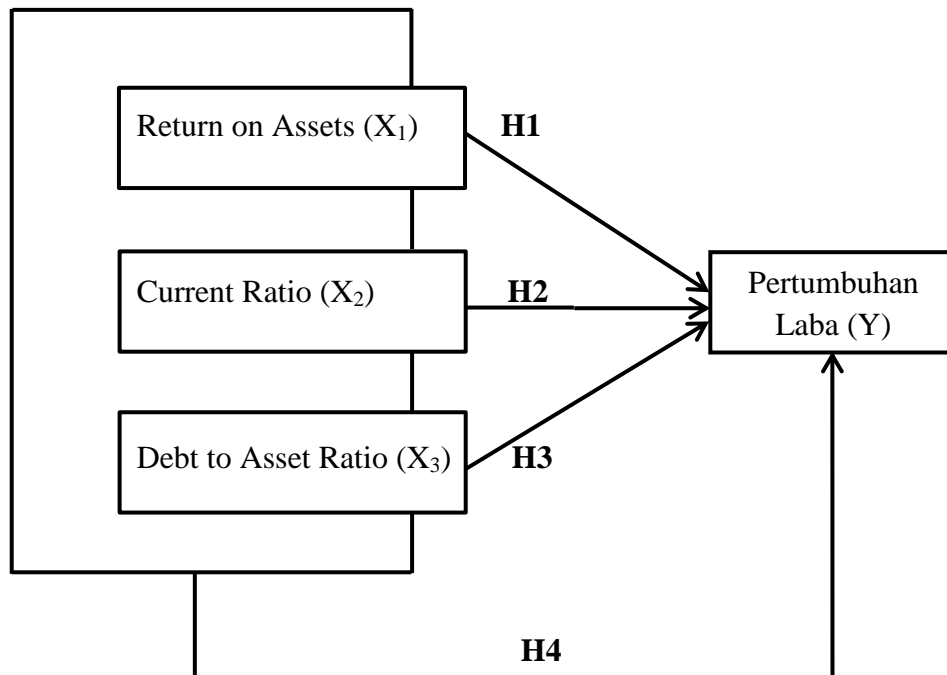 Return on Assets (X₁)
H1
Current Ratio (X₂)
H2
Pertumbuhan
Laba (Y)
Debt to Asset Ratio (X₃)
H3
H4